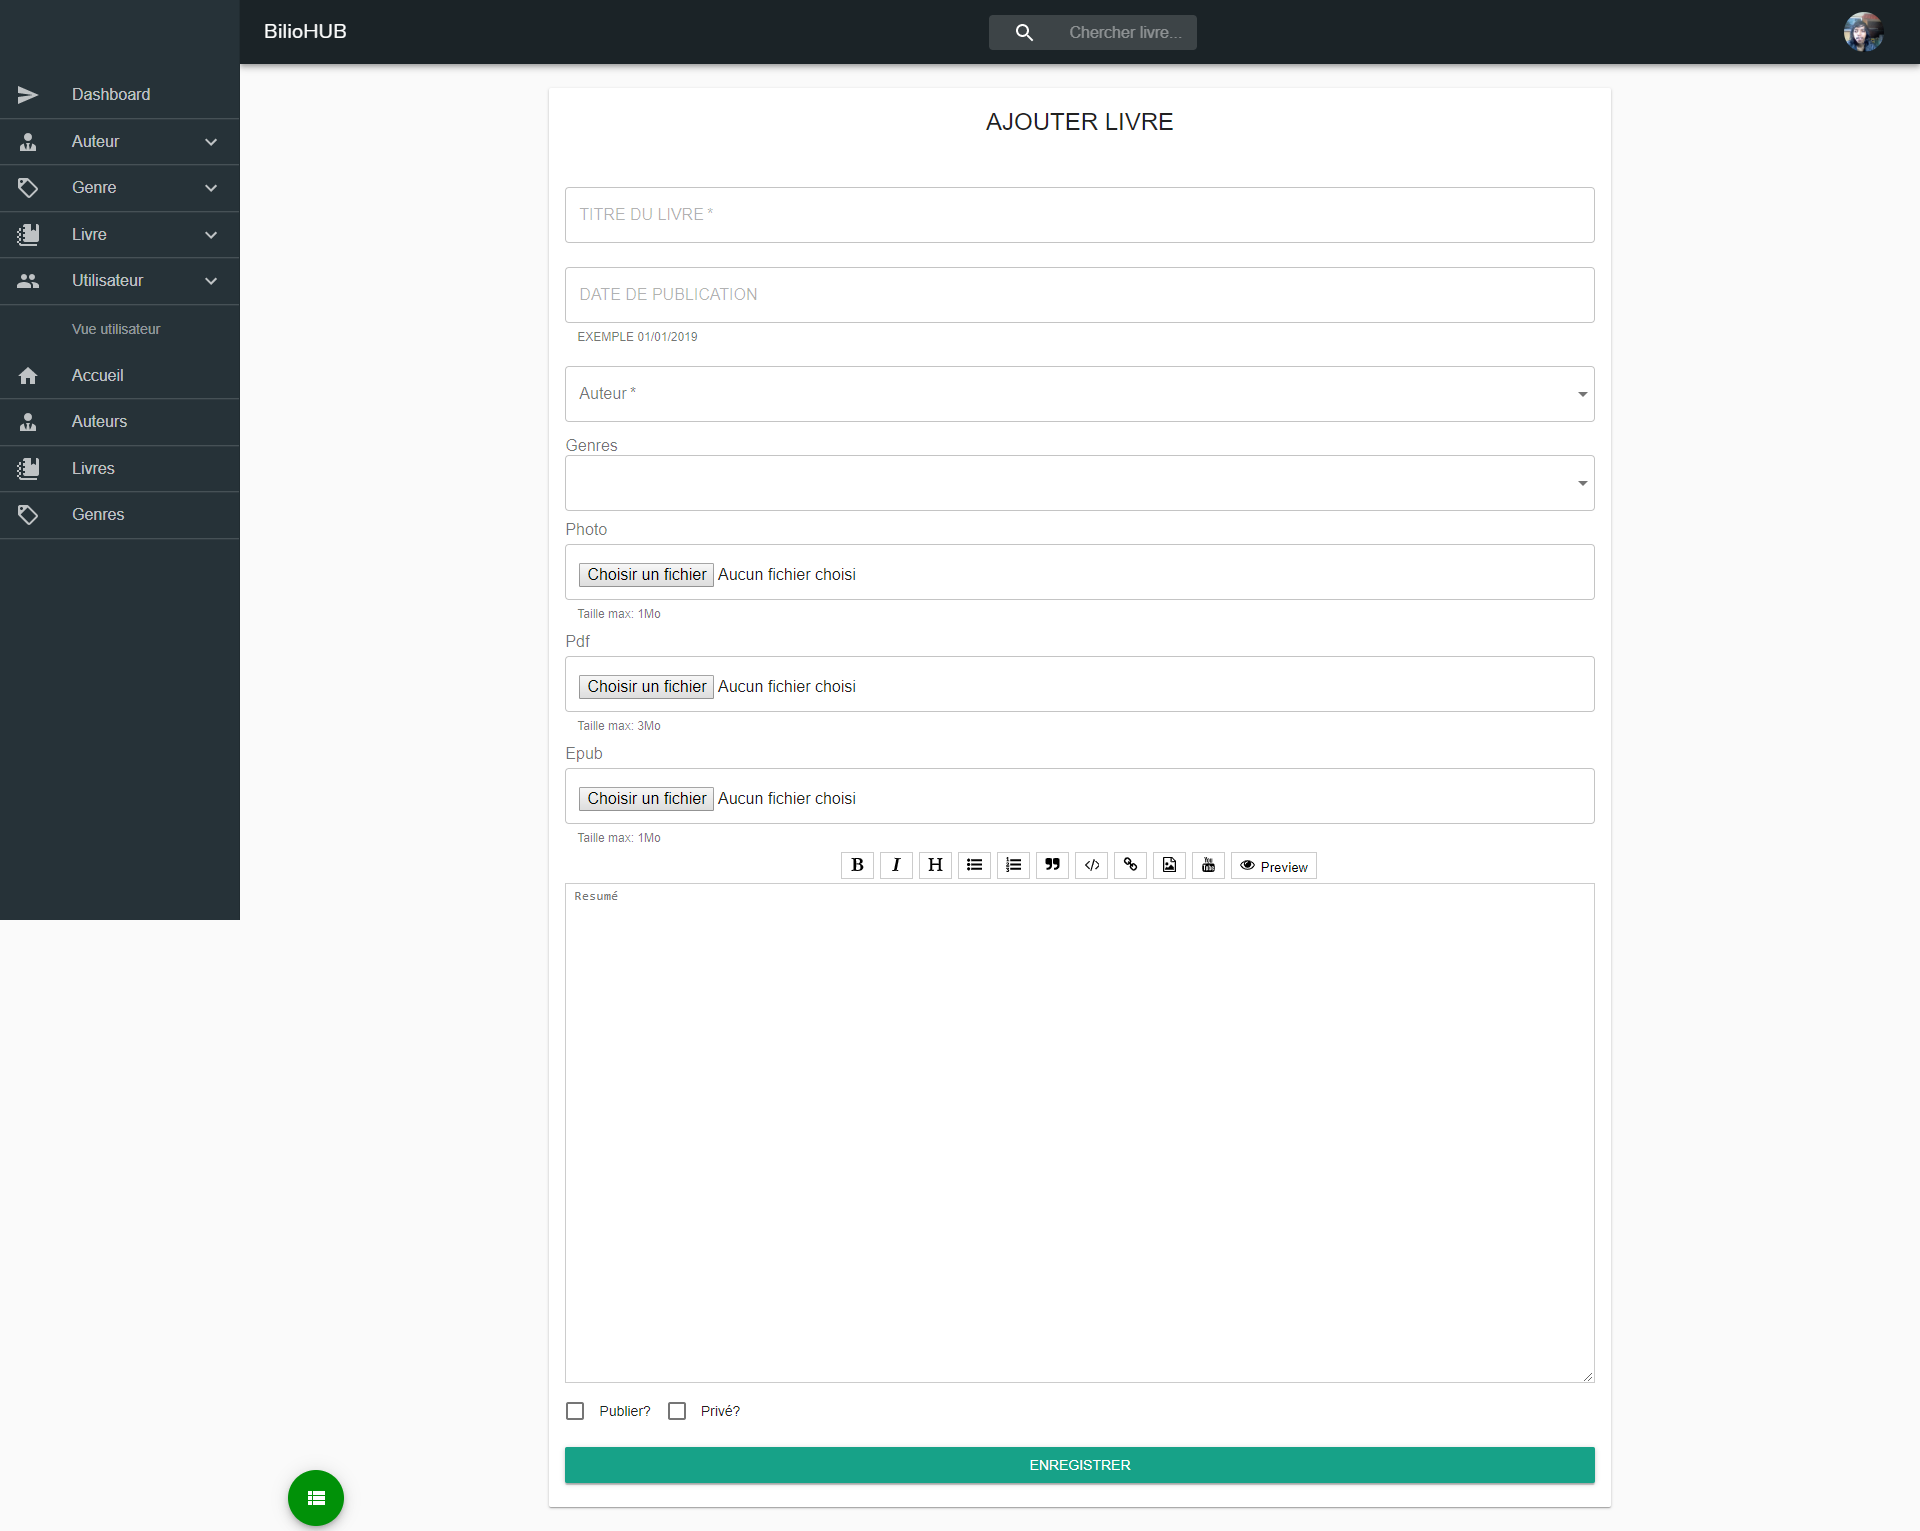 BilioHUB
Chercher livre...
Dashboard
Auteur
Genre
Livre
Utilisateur
Vue utilisateur
Accueil
Auteurs
Livres
Genres
AJOUTER LIVRE
TITRE DU LIVRE *
DATE DE PUBLICATION
EXEMPLE 01/01/2019
Auteur *
Genres
Photo
Choisir un fichier Aucun fichier choisi
Taille max: 1Mo
Pdf
Choisir un fichier Aucun fichier choisi
Taille max: 3Mo
Epub
Choisir un fichier Aucun fichier choisi
Taille max: 1Mo
B I H Preview
Resumé
Publier? Privé?
ENREGISTRER